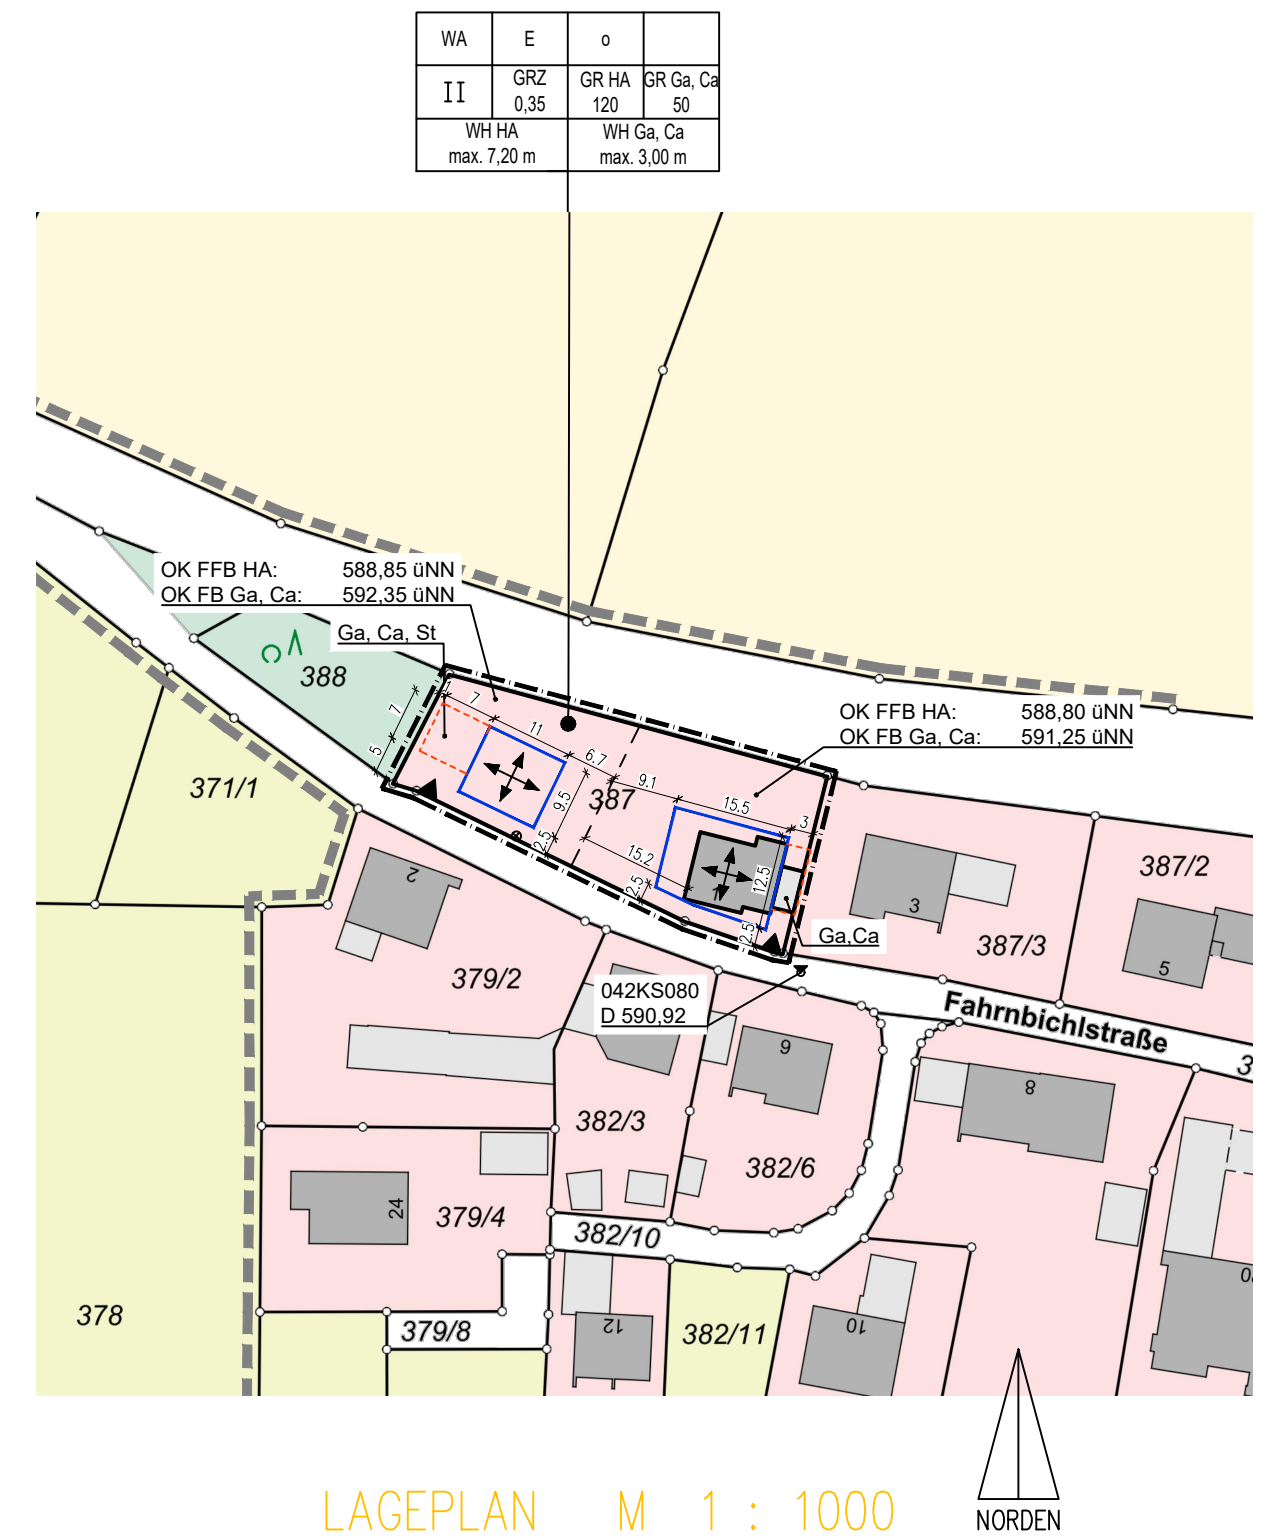 WA E o
II GRZ 0,35 GR HA 120 GR Ga, Ca 50
WH HA max. 7,20 m WH Ga, Ca max. 3,00 m
OK FFB HA: 588,85 üNN
OK FB Ga, Ca: 592,35 üNN
Ga, Ca, St
388
7
11
6.7
7
5
9.5
2.5
387
9.1
15.5
3
15.2
12.5
2.5
2.5
1
OK FFB HA: 588,80 üNN
OK FB Ga, Ca: 591,25 üNN
Ga,Ca
371/1
2
3
387/2
5
387/3
379/2
042KS080
D 590,92
Fahrnbichlstraße
3
6
8
382/3
382/6
24
379/4
382/10
378
379/8
12
382/11
10
LAGEPLAN M 1 : 1000
NORDEN